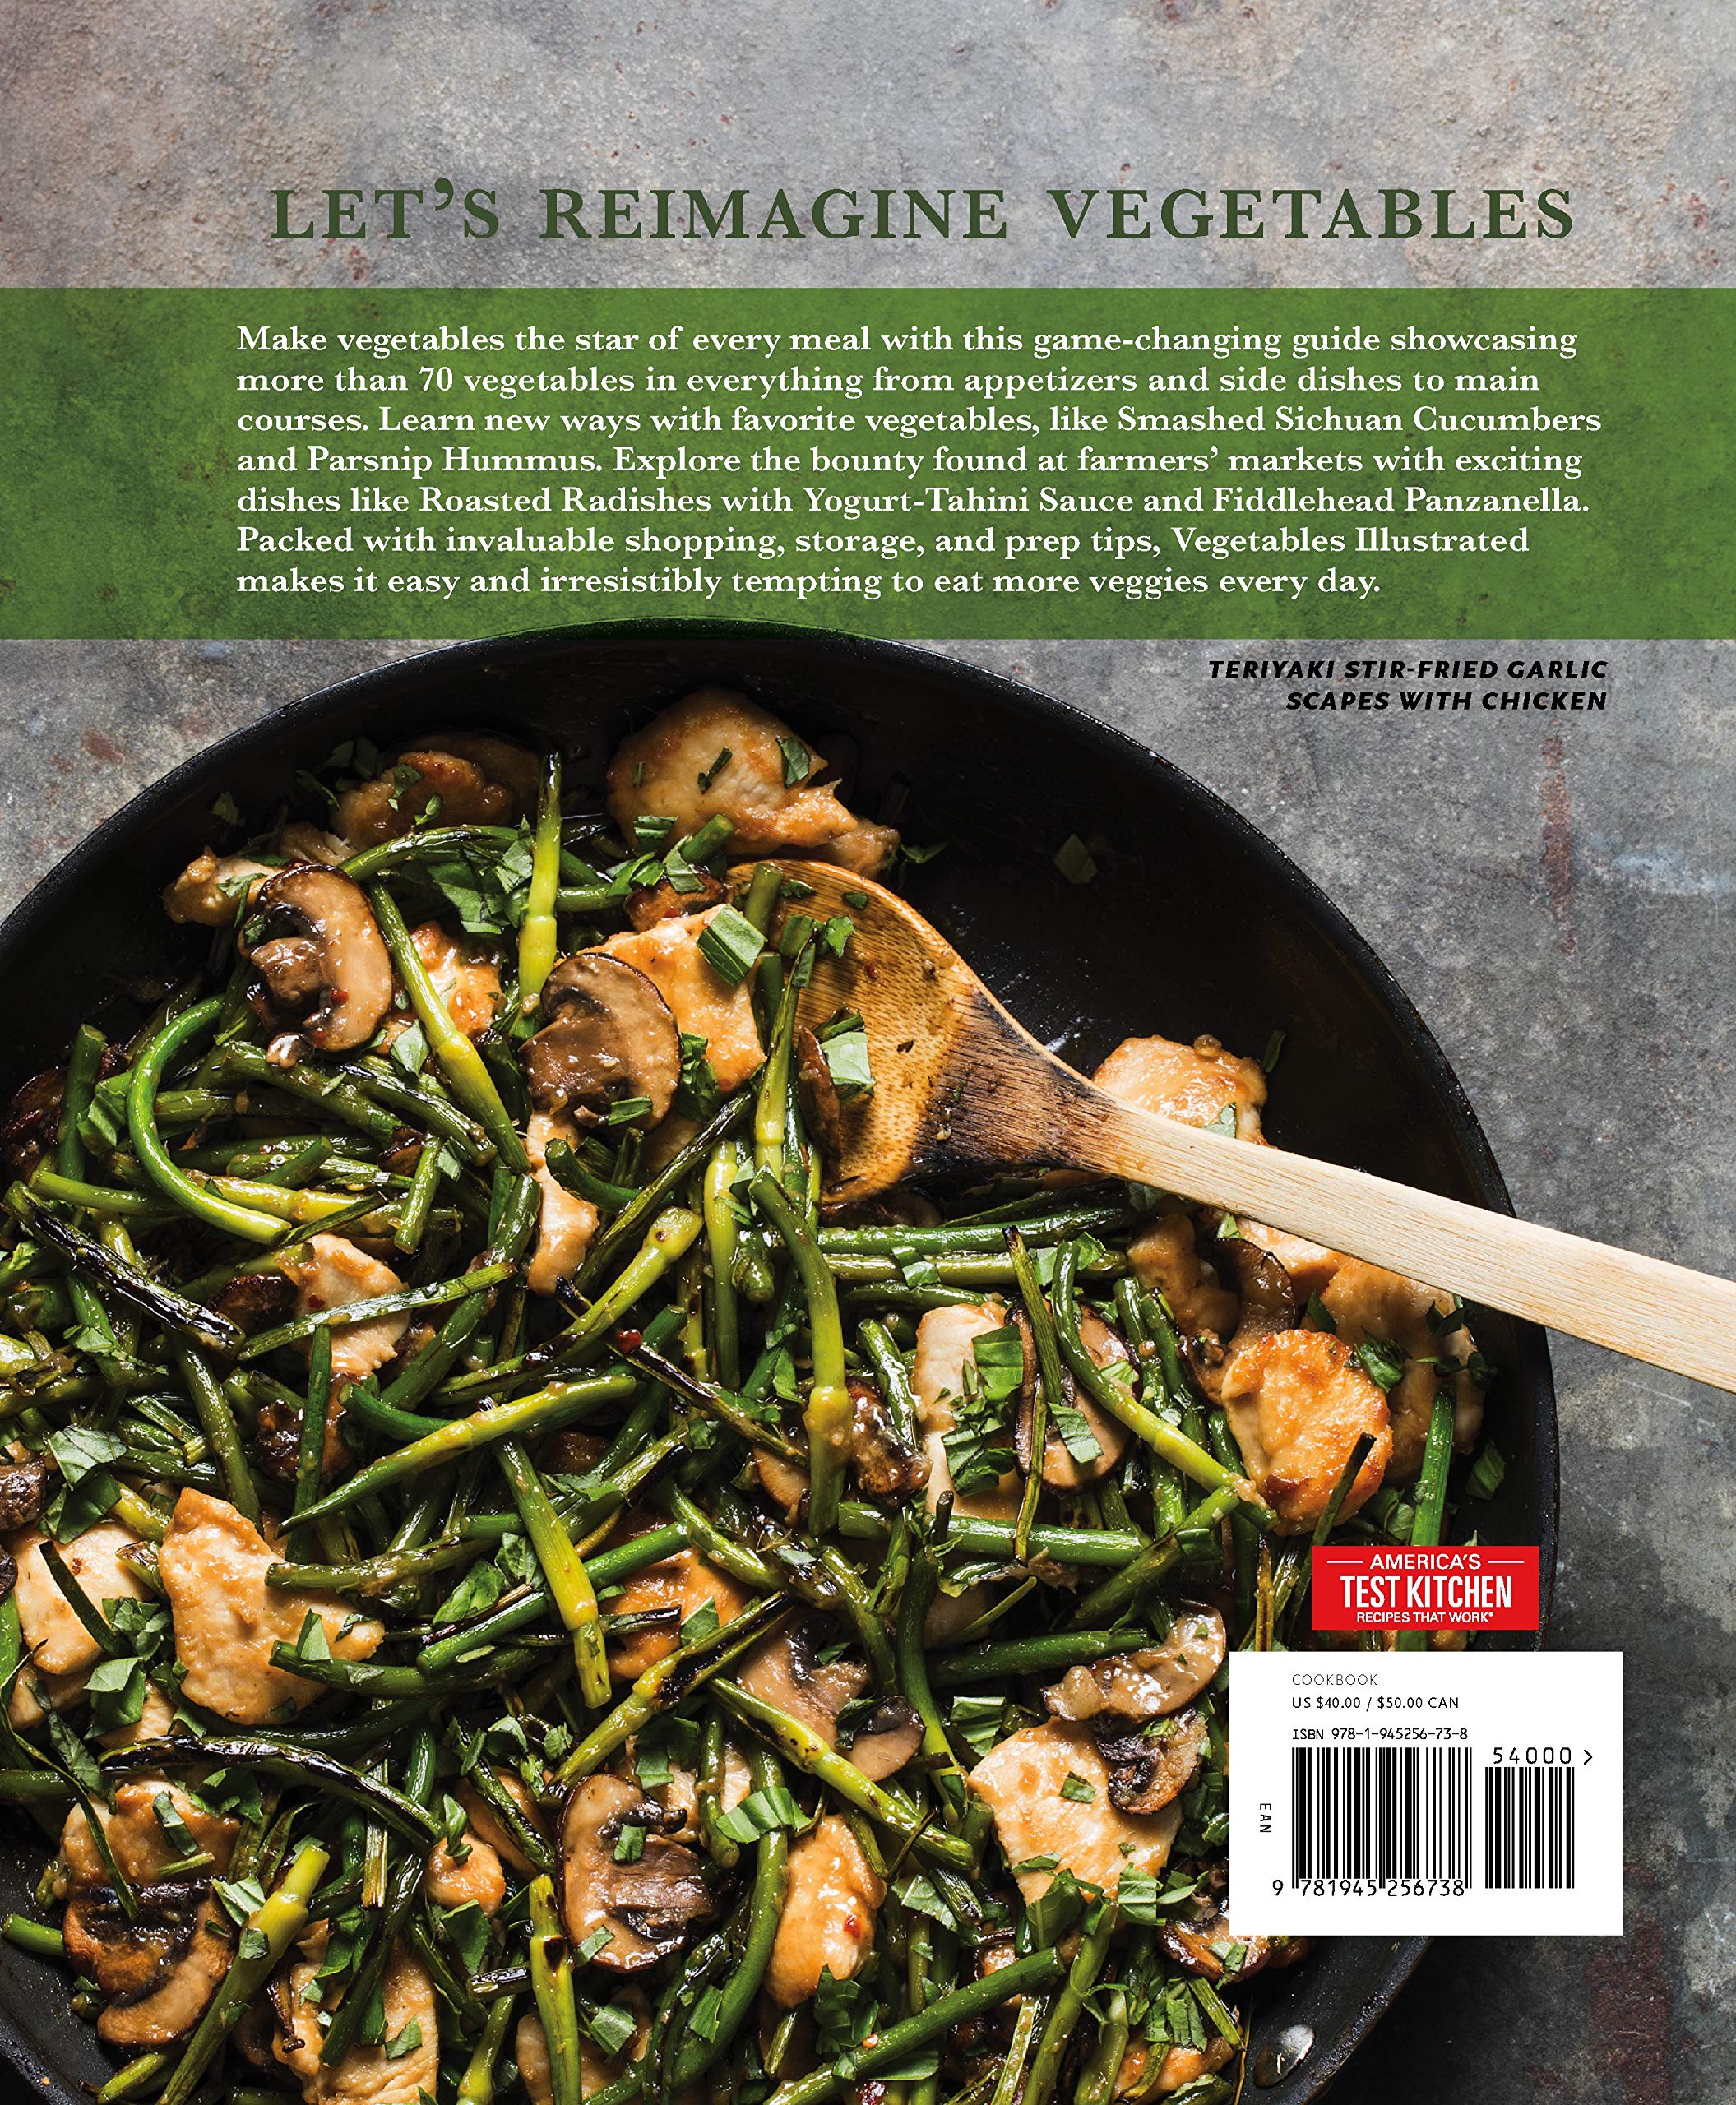 LET'S REIMAGINE VEGETABLES
Make vegetables the star of every meal with this game-changing guide showcasing
more than 70 vegetables in everything from appetizers and side dishes to main
courses. Learn new ways with favorite vegetables, like Smashed Sichuan Cucumbers
and Parsnip Hummus. Explore the bounty found at farmers' markets with exciting
dishes like Roasted Radishes with Yogurt-Tahini Sauce and Fiddlehead Panzanella.
Packed with invaluable shopping, storage, and prep tips, Vegetables Illustrated
makes it easy and irresistibly tempting to eat more veggies every day.
TERIYAKI STIR-FRIED GARLIC
SCAPES WITH CHICKEN
AMERICA'S
TEST KITCHEN
RECIPES THAT WORK®
COOKBOOK
US $40.00 / $50.00 CAN
ISBN 978-1-945256-73-8
54000 >
EAN
9 781945 256738